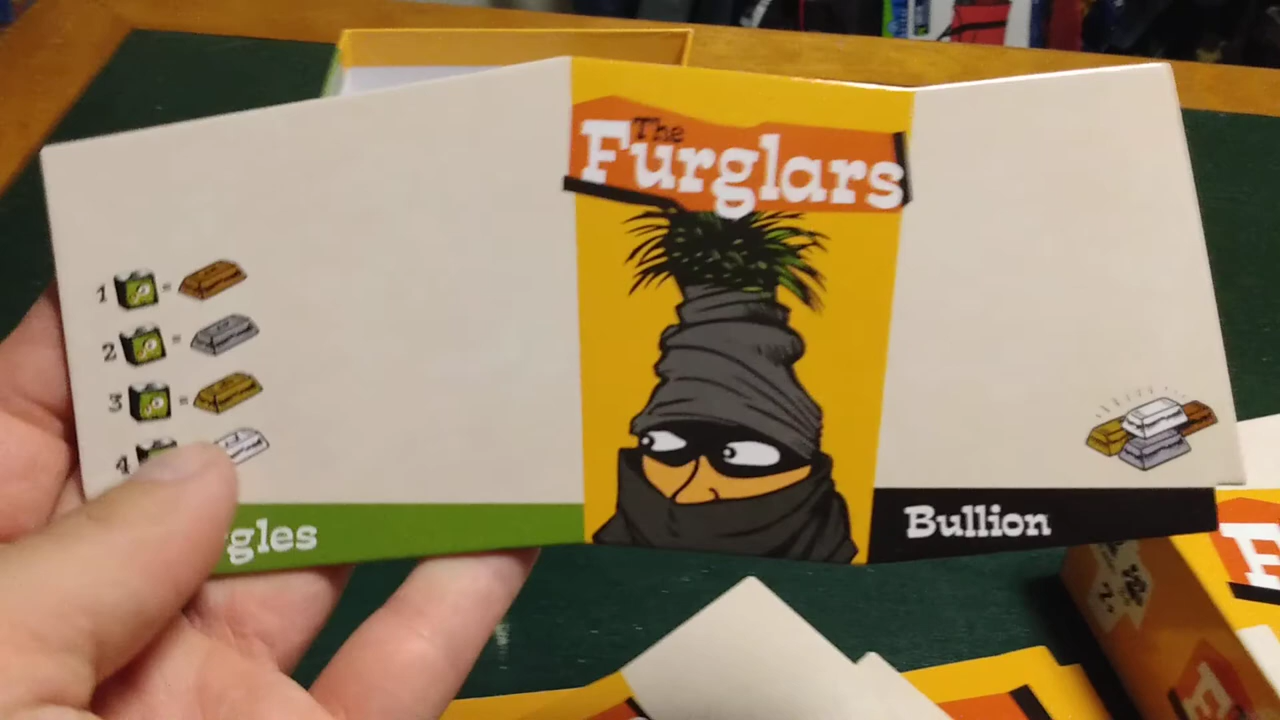 The
Furglars
1 =
2 =
3 =
4
gles
Bullion